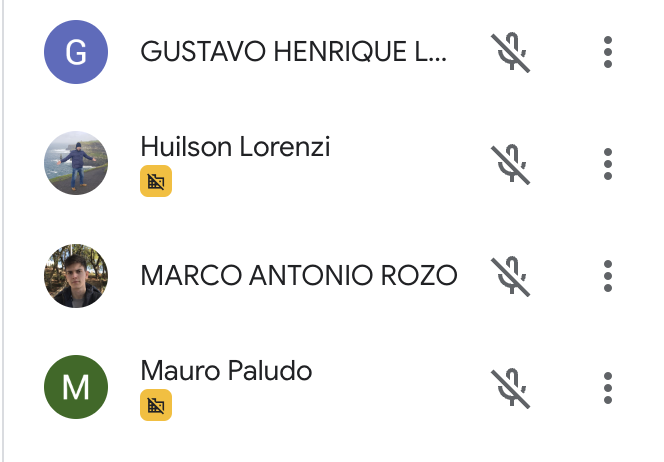 G
GUSTAVO HENRIQUE L...
Huilson Lorenzi
MARCO ANTONIO ROZO
M
Mauro Paludo